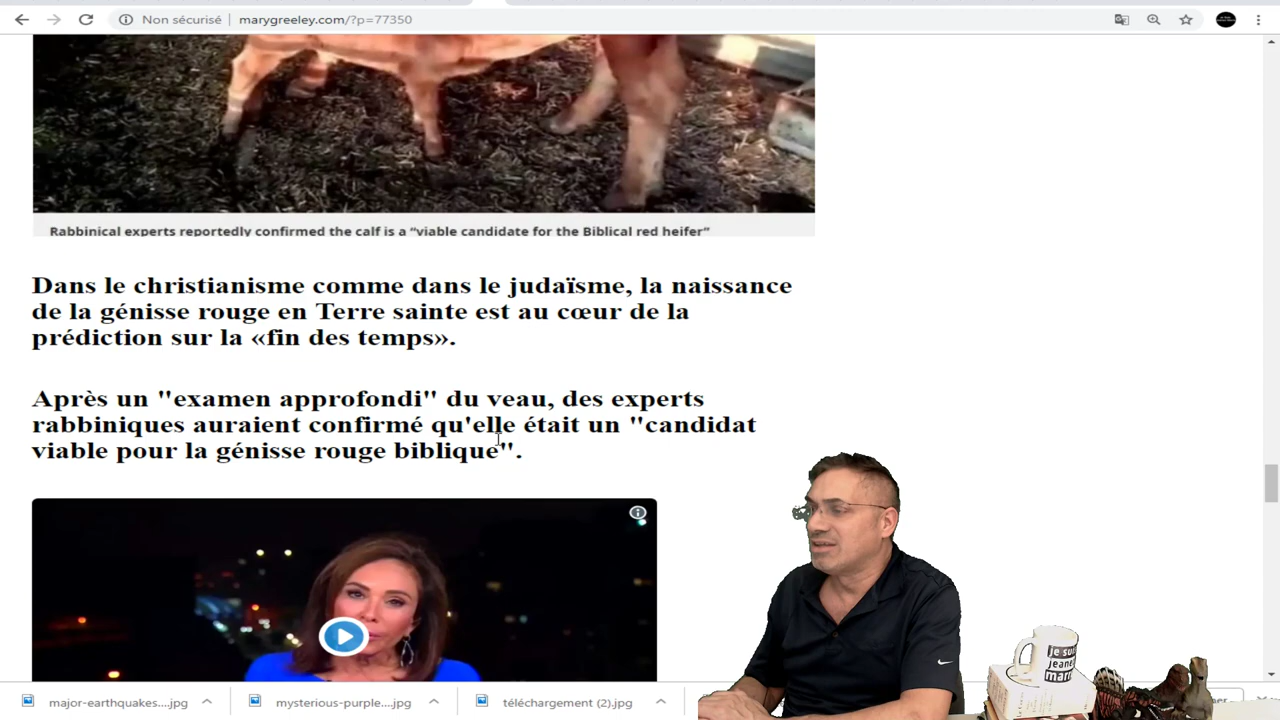 Non sécurisé | marygreeley.com/?p=77350
Rabbinical experts reportedly confirmed the calf is a “viable candidate for the Biblical red heifer”
Dans le christianisme comme dans le judaïsme, la naissance
de la génisse rouge en Terre sainte est au cœur de la
prédiction sur la «fin des temps».
Après un "examen approfondi" du veau, des experts
rabbiniques auraient confirmé qu'elle était un "candidat
viable pour la génisse rouge biblique".
je suis
jeane
marc
major-earthquakes....jpg
mysterious-purple....jpg
téléchargement (2).jpg